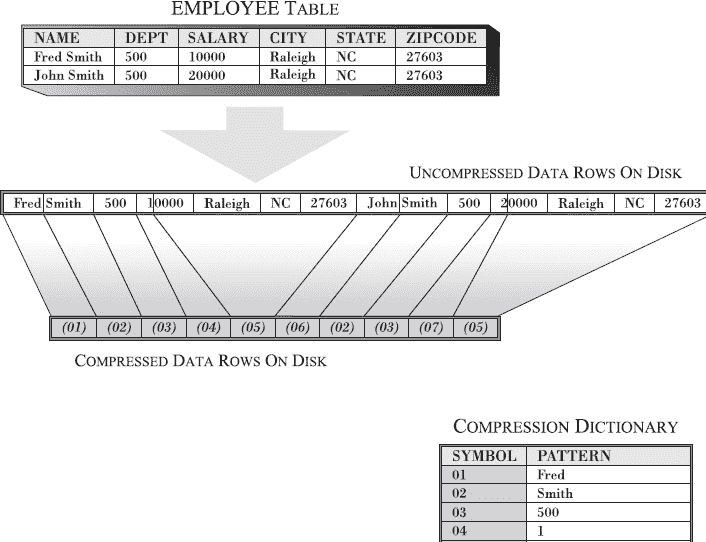 EMPLOYEE TABLE
NAME DEPT SALARY CITY STATE ZIPCODE
Fred Smith 500 10000 Raleigh NC 27603
John Smith 500 20000 Raleigh NC 27603
UNCOMPRESSED DATA ROWS ON DISK
Fred Smith 500 10000 Raleigh NC 27603 John Smith 500 20000 Raleigh NC 27603
(01) (02) (03) (04) (05) (06) (02) (03) (07) (05)
COMPRESSED DATA ROWS ON DISK
COMPRESSION DICTIONARY
SYMBOL PATTERN
01 Fred
02 Smith
03 500
04 1